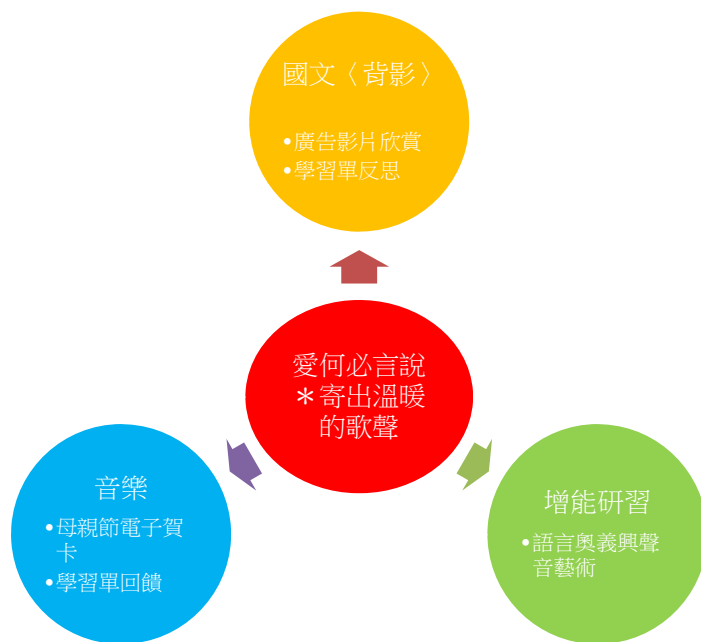 國文〈背影〉
•廣告影片欣賞
•學習單反思
愛何必言說
＊寄出溫暖
的歌聲
音樂
•母親節電子賀
卡
•學習單回饋
增能研習
•語言奧義興聲
音藝術